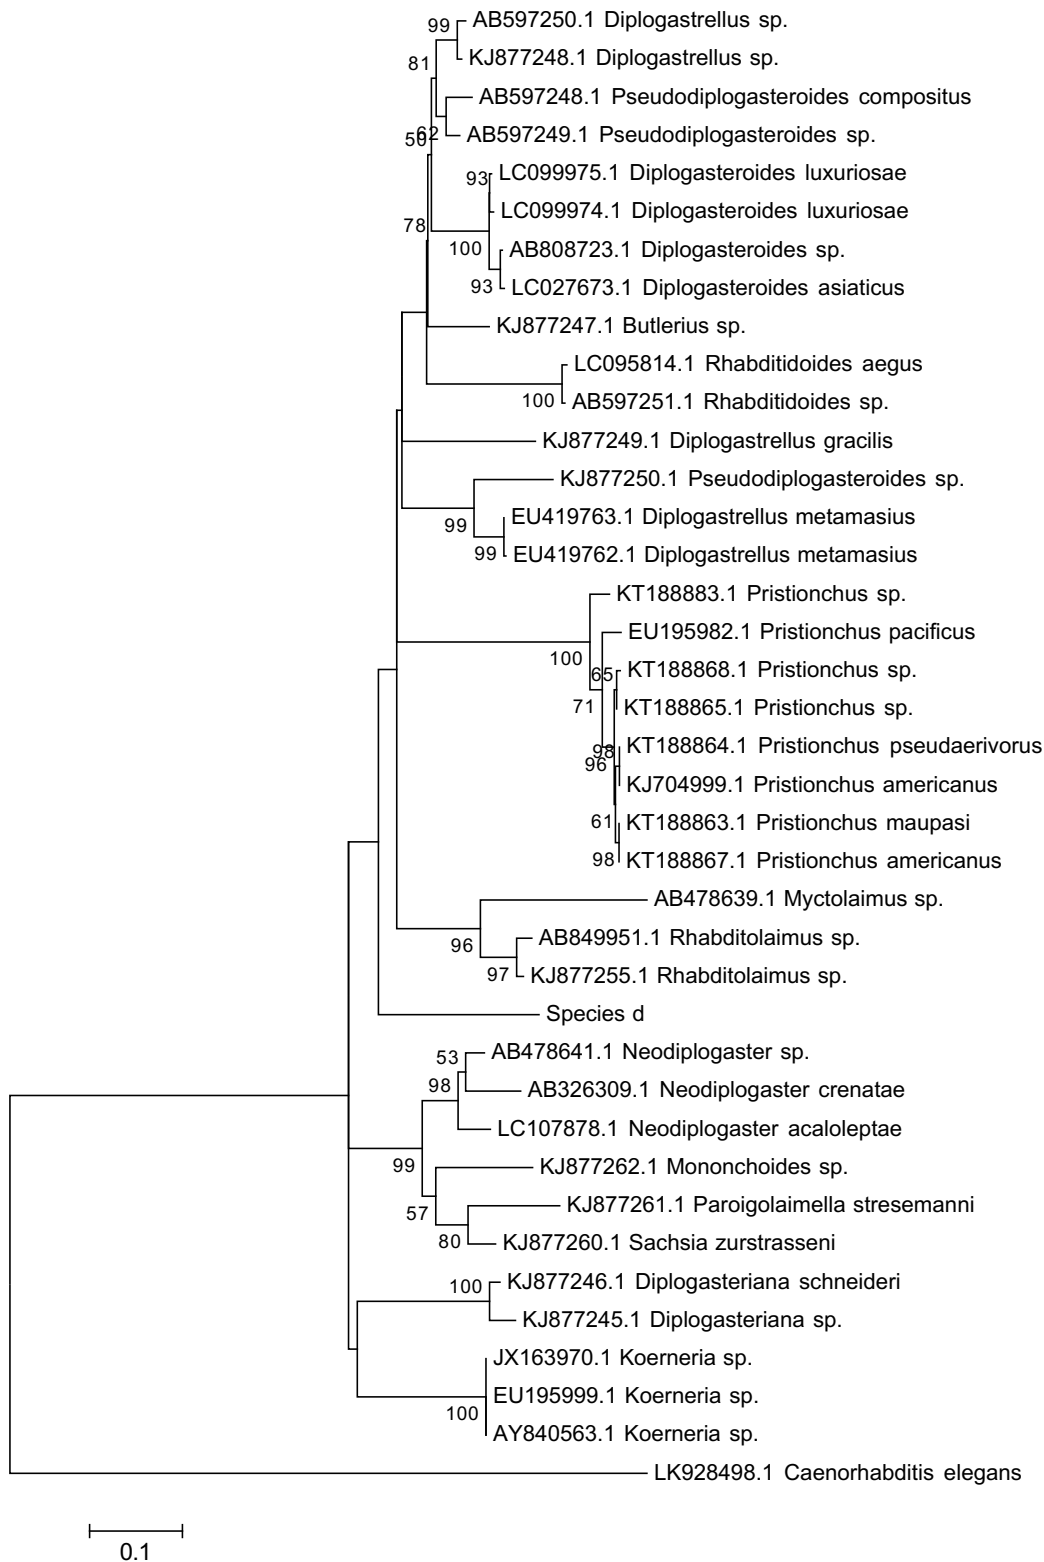 99
AB597250.1 Diplogastrellus sp.
KJ877248.1 Diplogastrellus sp.
81
AB597248.1 Pseudodiplogasteroides compositus
62
50
AB597249.1 Pseudodiplogasteroides sp.
93
LC099975.1 Diplogasteroides luxuriosae
LC099974.1 Diplogasteroides luxuriosae
78
100
AB808723.1 Diplogasteroides sp.
93
LC027673.1 Diplogasteroides asiaticus
KJ877247.1 Butlerius sp.
LC095814.1 Rhabditidoides aegus
100
AB597251.1 Rhabditidoides sp.
KJ877249.1 Diplogastrellus gracilis
KJ877250.1 Pseudodiplogasteroides sp.
99
EU419763.1 Diplogastrellus metamasius
99
EU419762.1 Diplogastrellus metamasius
KT188883.1 Pristionchus sp.
EU195982.1 Pristionchus pacificus
100
65
KT188868.1 Pristionchus sp.
71
KT188865.1 Pristionchus sp.
98
KT188864.1 Pristionchus pseudaerivorus
96
KJ704999.1 Pristionchus americanus
61
KT188863.1 Pristionchus maupasi
98
KT188867.1 Pristionchus americanus
AB478639.1 Myctolaimus sp.
96
AB849951.1 Rhabditolaimus sp.
97
KJ877255.1 Rhabditolaimus sp.
Species d
53
AB478641.1 Neodiplogaster sp.
98
AB326309.1 Neodiplogaster crenatae
LC107878.1 Neodiplogaster acaloleptae
99
KJ877262.1 Mononchoides sp.
57
KJ877261.1 Paroigolaimella stresemanni
80
KJ877260.1 Sachsia zurstrasseni
100
KJ877246.1 Diplogasteriana schneideri
KJ877245.1 Diplogasteriana sp.
JX163970.1 Koerneria sp.
EU195999.1 Koerneria sp.
100
AY840563.1 Koerneria sp.
LK928498.1 Caenorhabditis elegans
0.1